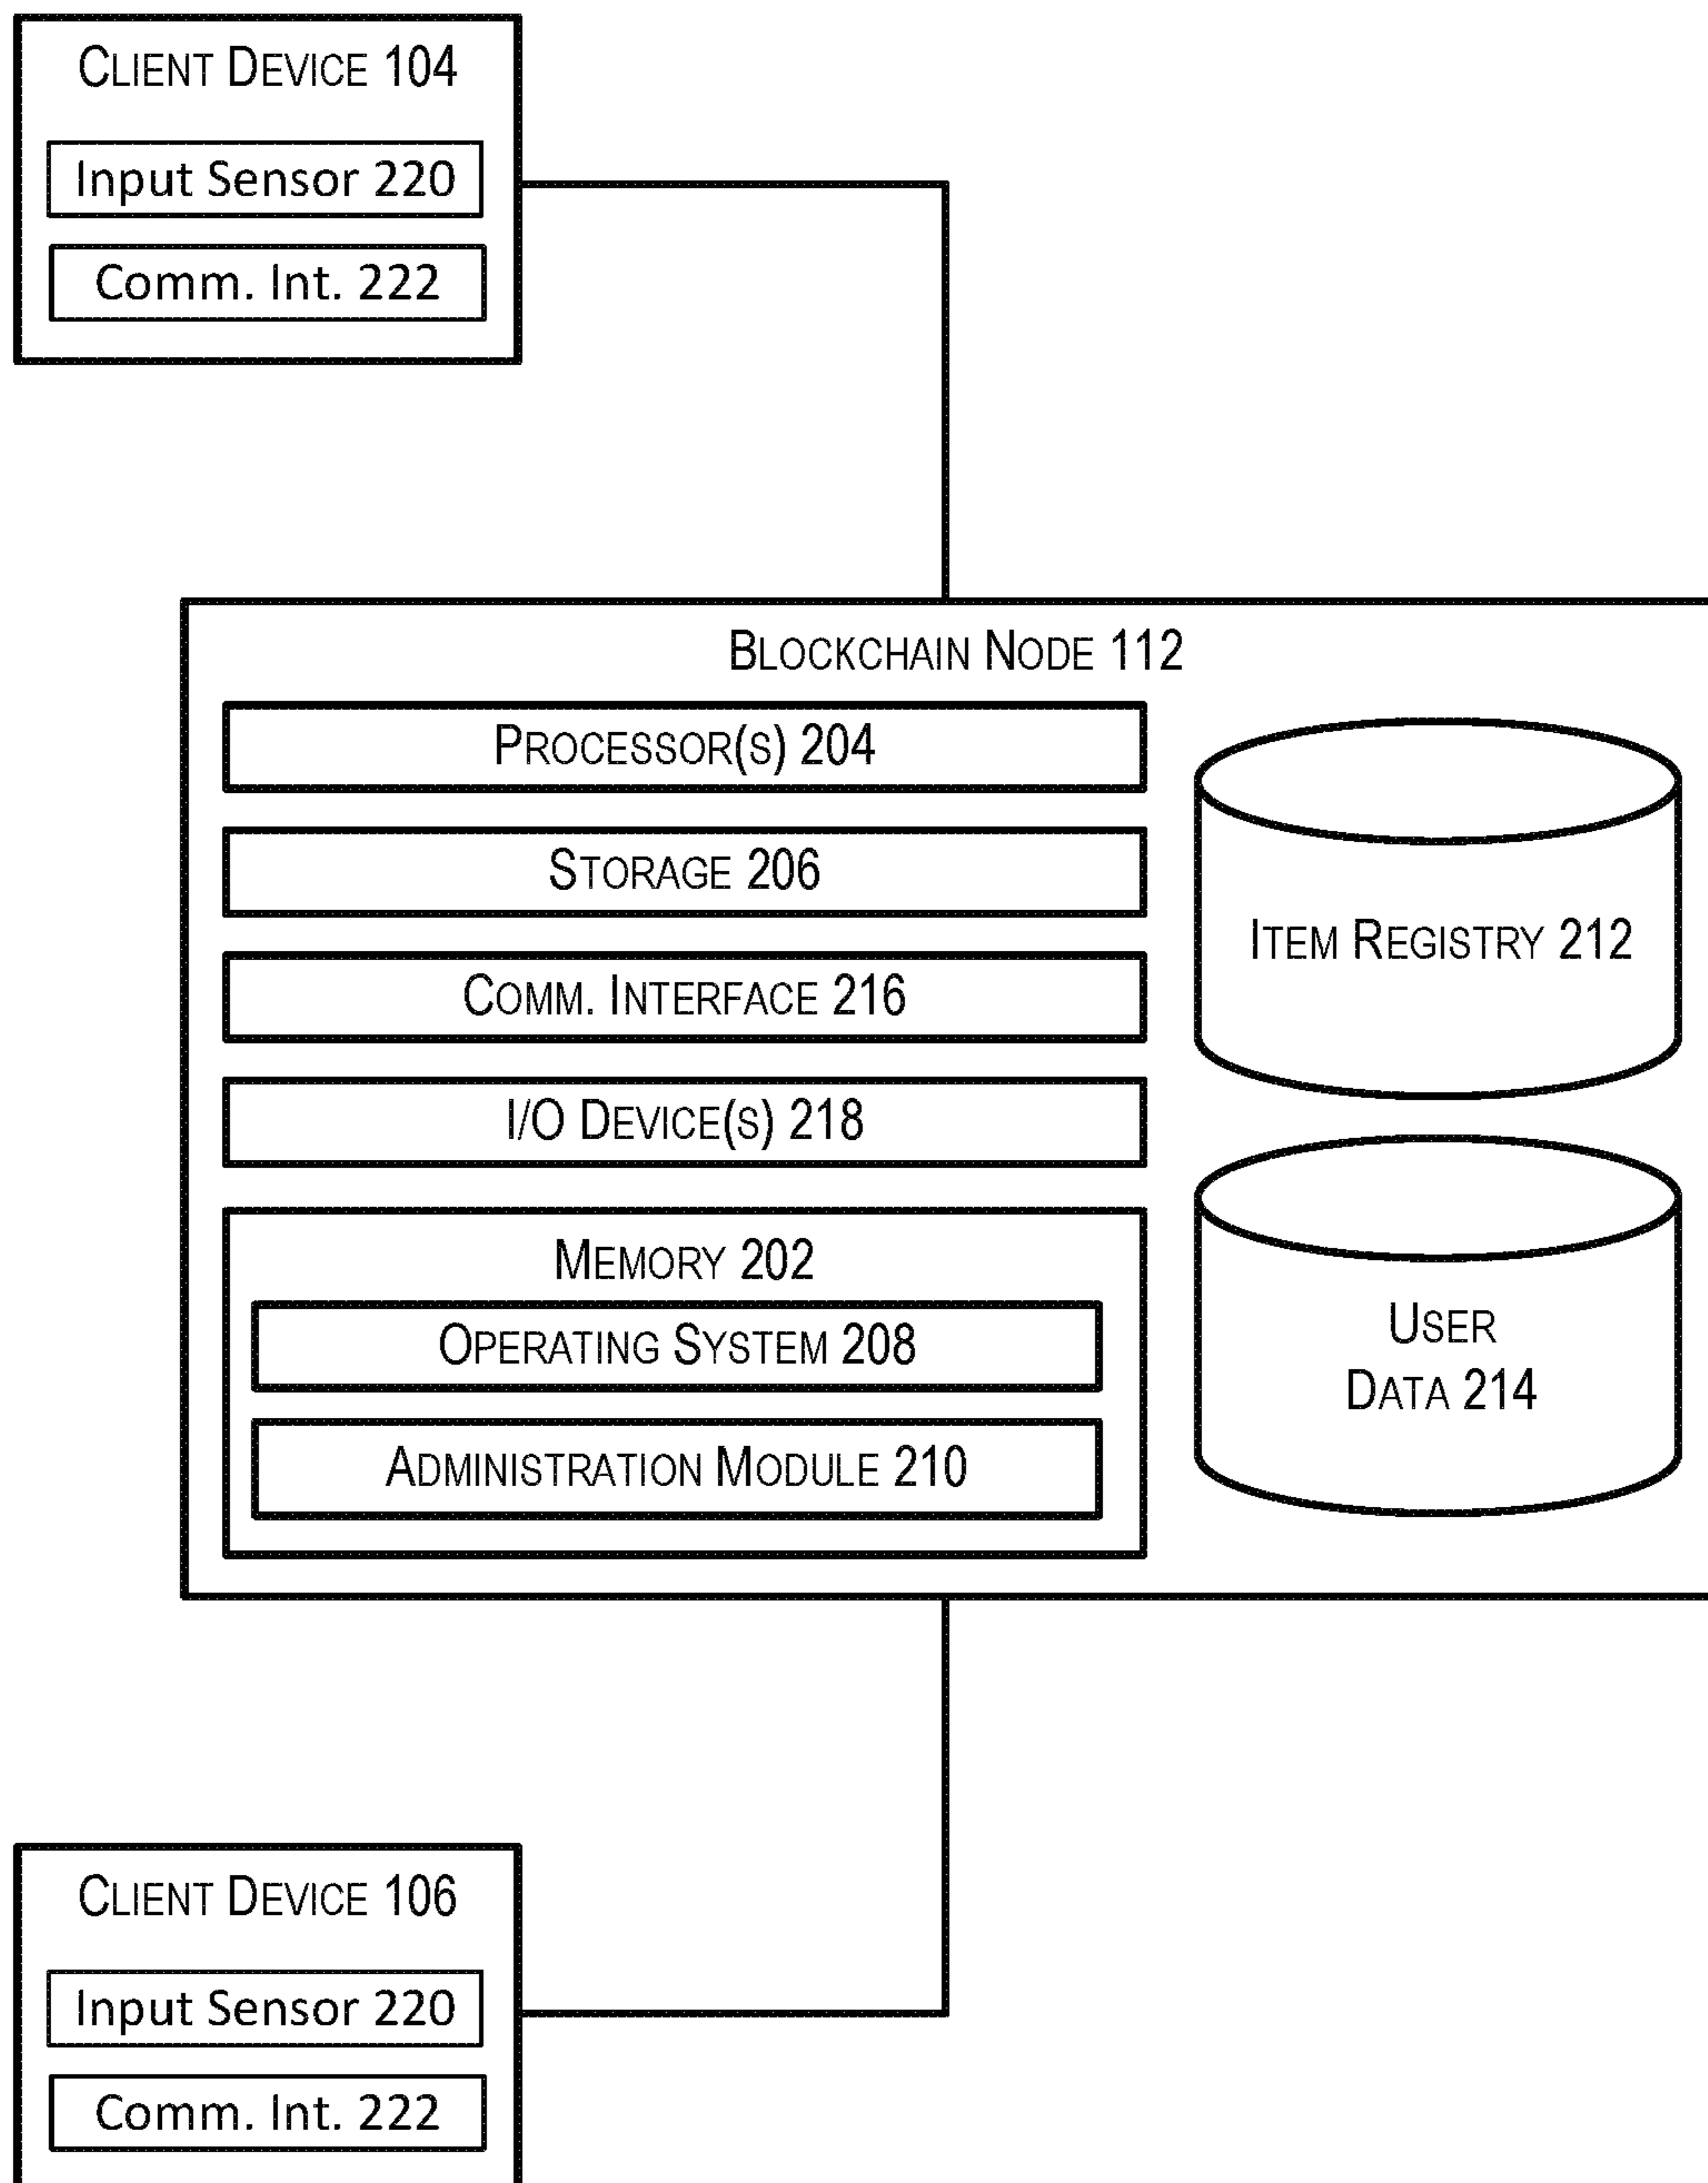 CLIENT DEVICE 104
Input Sensor 220
Comm. Int. 222
BLOCKCHAIN NODE 112
PROCESSOR(S) 204
STORAGE 206
COMM. INTERFACE 216
I/O DEVICE(S) 218
MEMORY 202
OPERATING SYSTEM 208
ADMINISTRATION MODULE 210
ITEM REGISTRY 212
USER
DATA 214
CLIENT DEVICE 106
Input Sensor 220
Comm. Int. 222